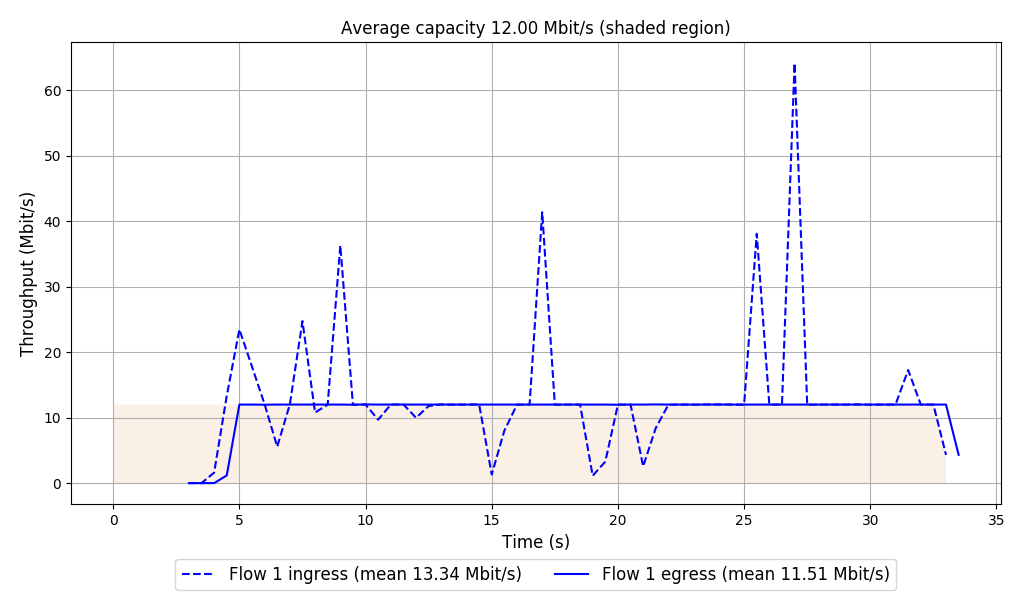 Average capacity 12.00 Mbit/s (shaded region)
Throughput (Mbit/s)
60
50
40
30
20
10
0
0 5 10 15 20 25 30 35
Time (s)
Flow 1 ingress (mean 13.34 Mbit/s) Flow 1 egress (mean 11.51 Mbit/s)